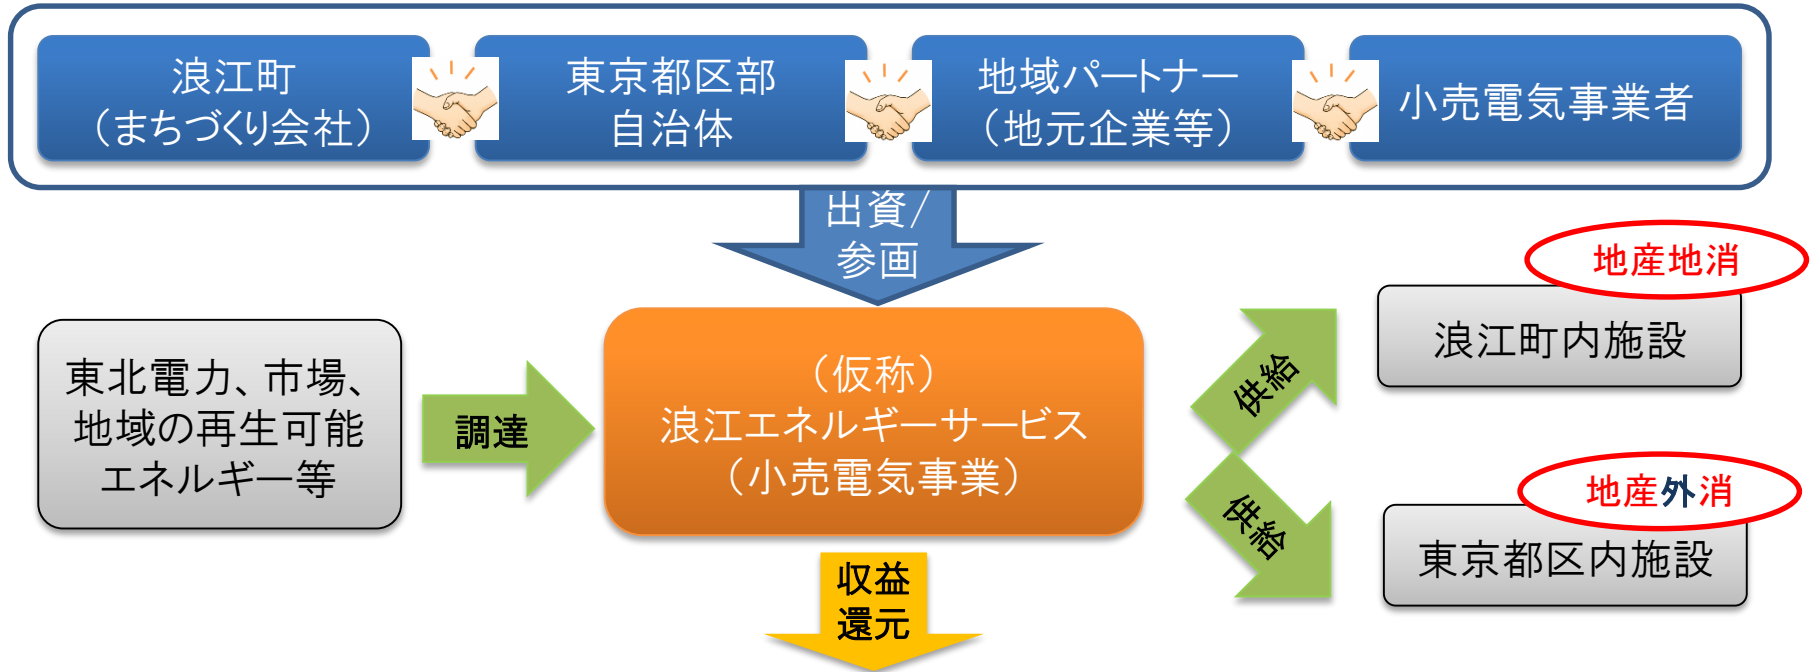 浪江町
（まちづくり会社）
東京都区部
自治体
地域パートナー
（地元企業等）
小売電気事業者
出資/
参画
東北電力、市場、
地域の再生可能
エネルギー等
調達
（仮称）
浪江エネルギーサービス
（小売電気事業）
供給
地産地消
浪江町内施設
供給
地産外消
東京都区内施設
収益
還元